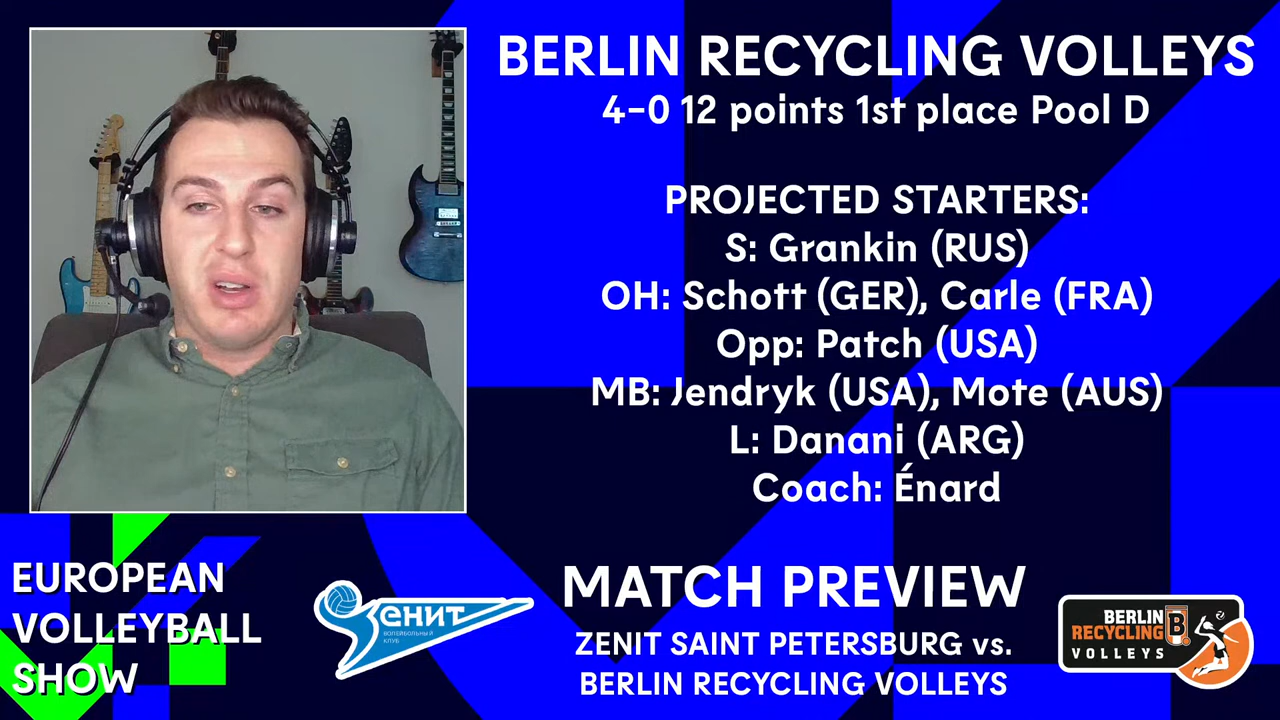 BERLIN RECYCLING VOLLEYS
4-0 12 points 1st place Pool D
PROJECTED STARTERS:
S: Grankin (RUS)
OH: Schott (GER), Carle (FRA)
Opp: Patch (USA)
MB: Jendryk (USA), Mote (AUS)
L: Danani (ARG)
Coach: Énard
EUROPEAN
VOLLEYBALL
SHOW
Зенит
ВОЛЕЙБОЛЬНЫЙ
КЛУБ
MATCH PREVIEW
ZENIT SAINT PETERSBURG vs.
BERLIN RECYCLING VOLLEYS
BERLIN
RECYCLING
VOLLEYS
B